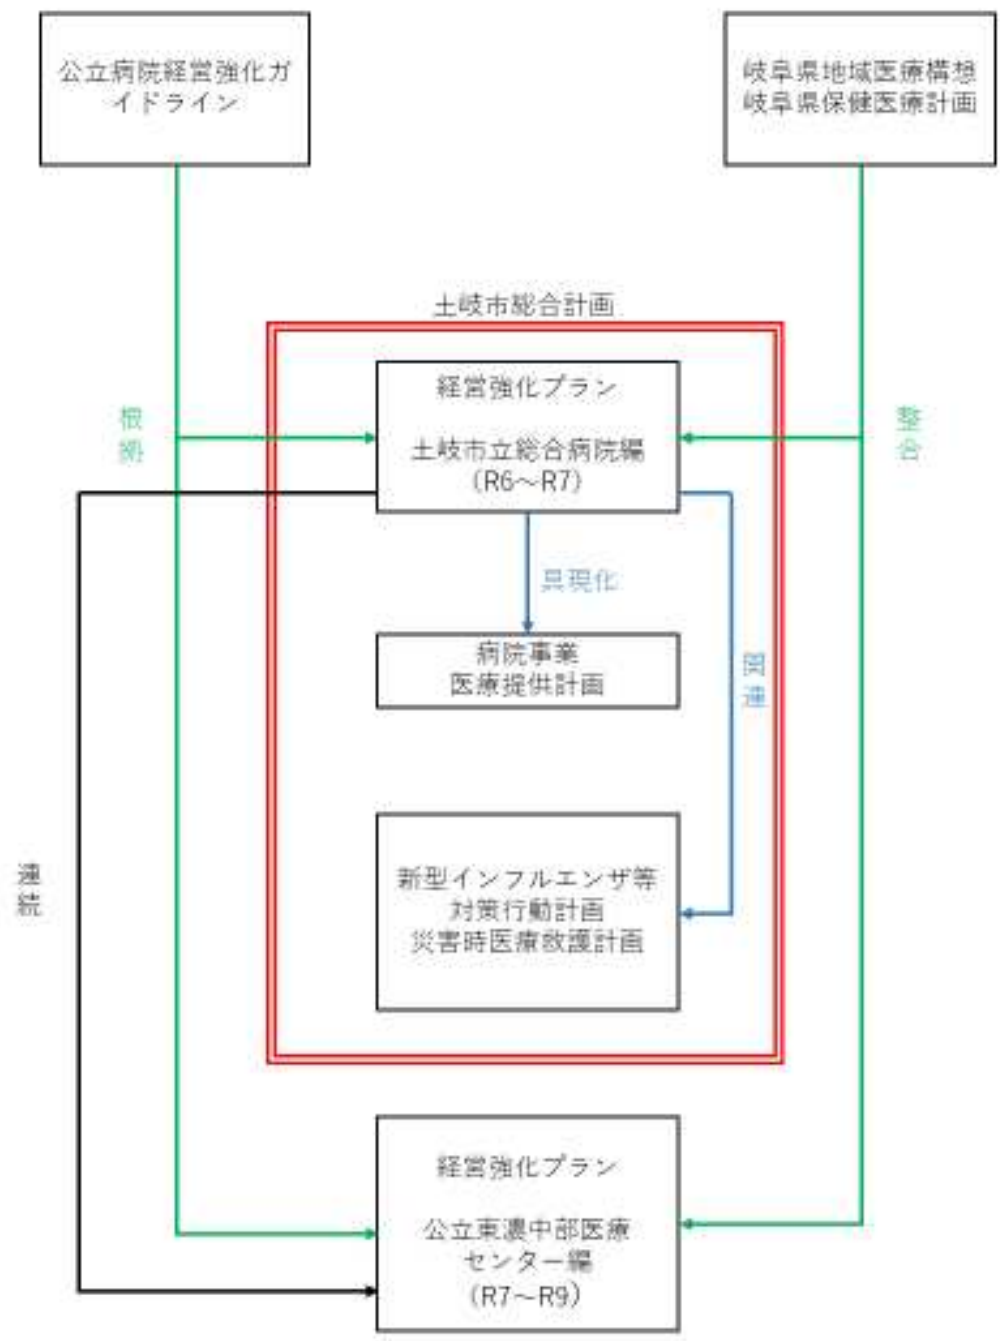 公立病院経営強化ガ
イドライン
岐阜県地域医療構想
岐阜県保健医療計画
土岐市総合計画
経営強化プラン
土岐市立総合病院編
(R6～R7)
根拠
整合
具現化
病院事業
医療提供計画
関連
新型インフルエンザ等
対策行動計画
災害時医療救護計画
連続
経営強化プラン
公立東濃中部医療
センター編
(R7～R9)